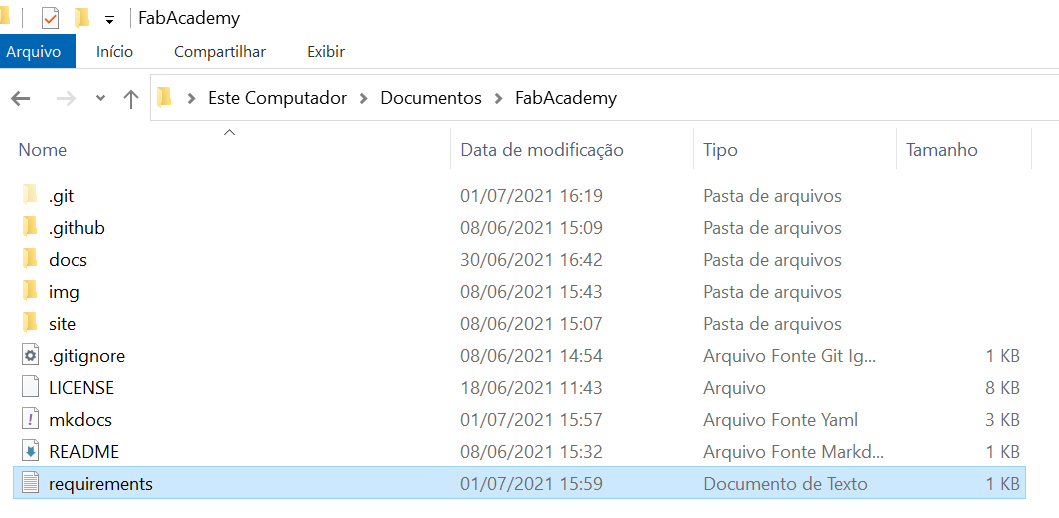 FabAcademy
Arquivo Início Compartilhar Exibir
Este Computador Documentos FabAcademy
Nome Data de modificação Tipo Tamanho
.git 01/07/2021 16:19 Pasta de arquivos
.github 08/06/2021 15:09 Pasta de arquivos
docs 30/06/2021 16:42 Pasta de arquivos
img 08/06/2021 15:43 Pasta de arquivos
site 08/06/2021 15:07 Pasta de arquivos
.gitignore 08/06/2021 14:54 Arquivo Fonte Git Ig... 1 KB
LICENSE 18/06/2021 11:43 Arquivo 8 KB
mkdocs 01/07/2021 15:57 Arquivo Fonte Yaml 3 KB
README 08/06/2021 15:32 Arquivo Fonte Markd... 1 KB
requirements 01/07/2021 15:59 Documento de Texto 1 KB